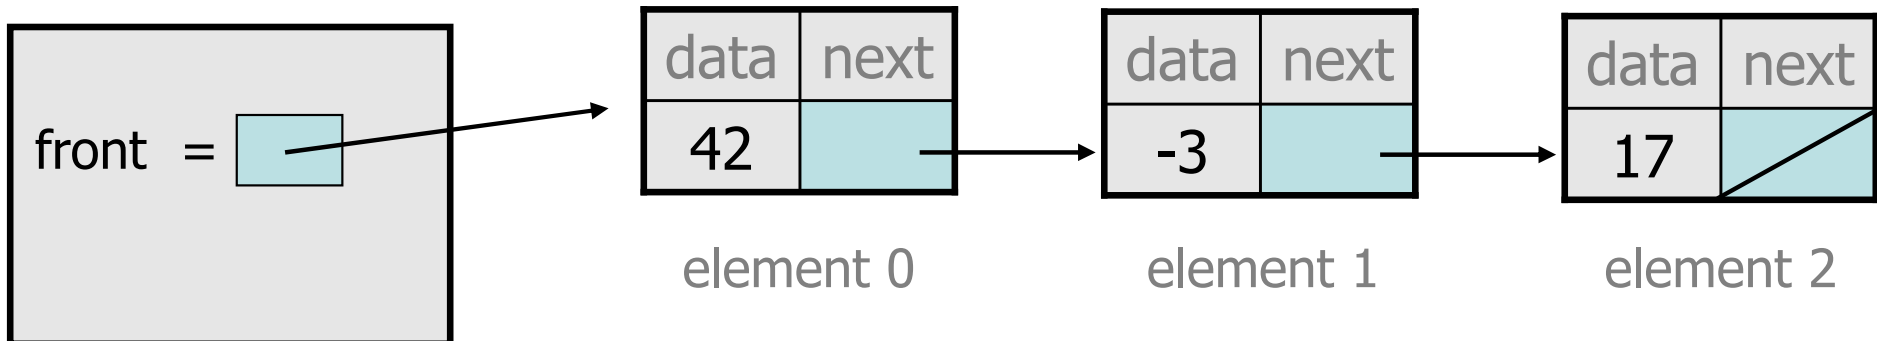 front =
data next
42
element 0
data next
-3
element 1
data next
17
element 2